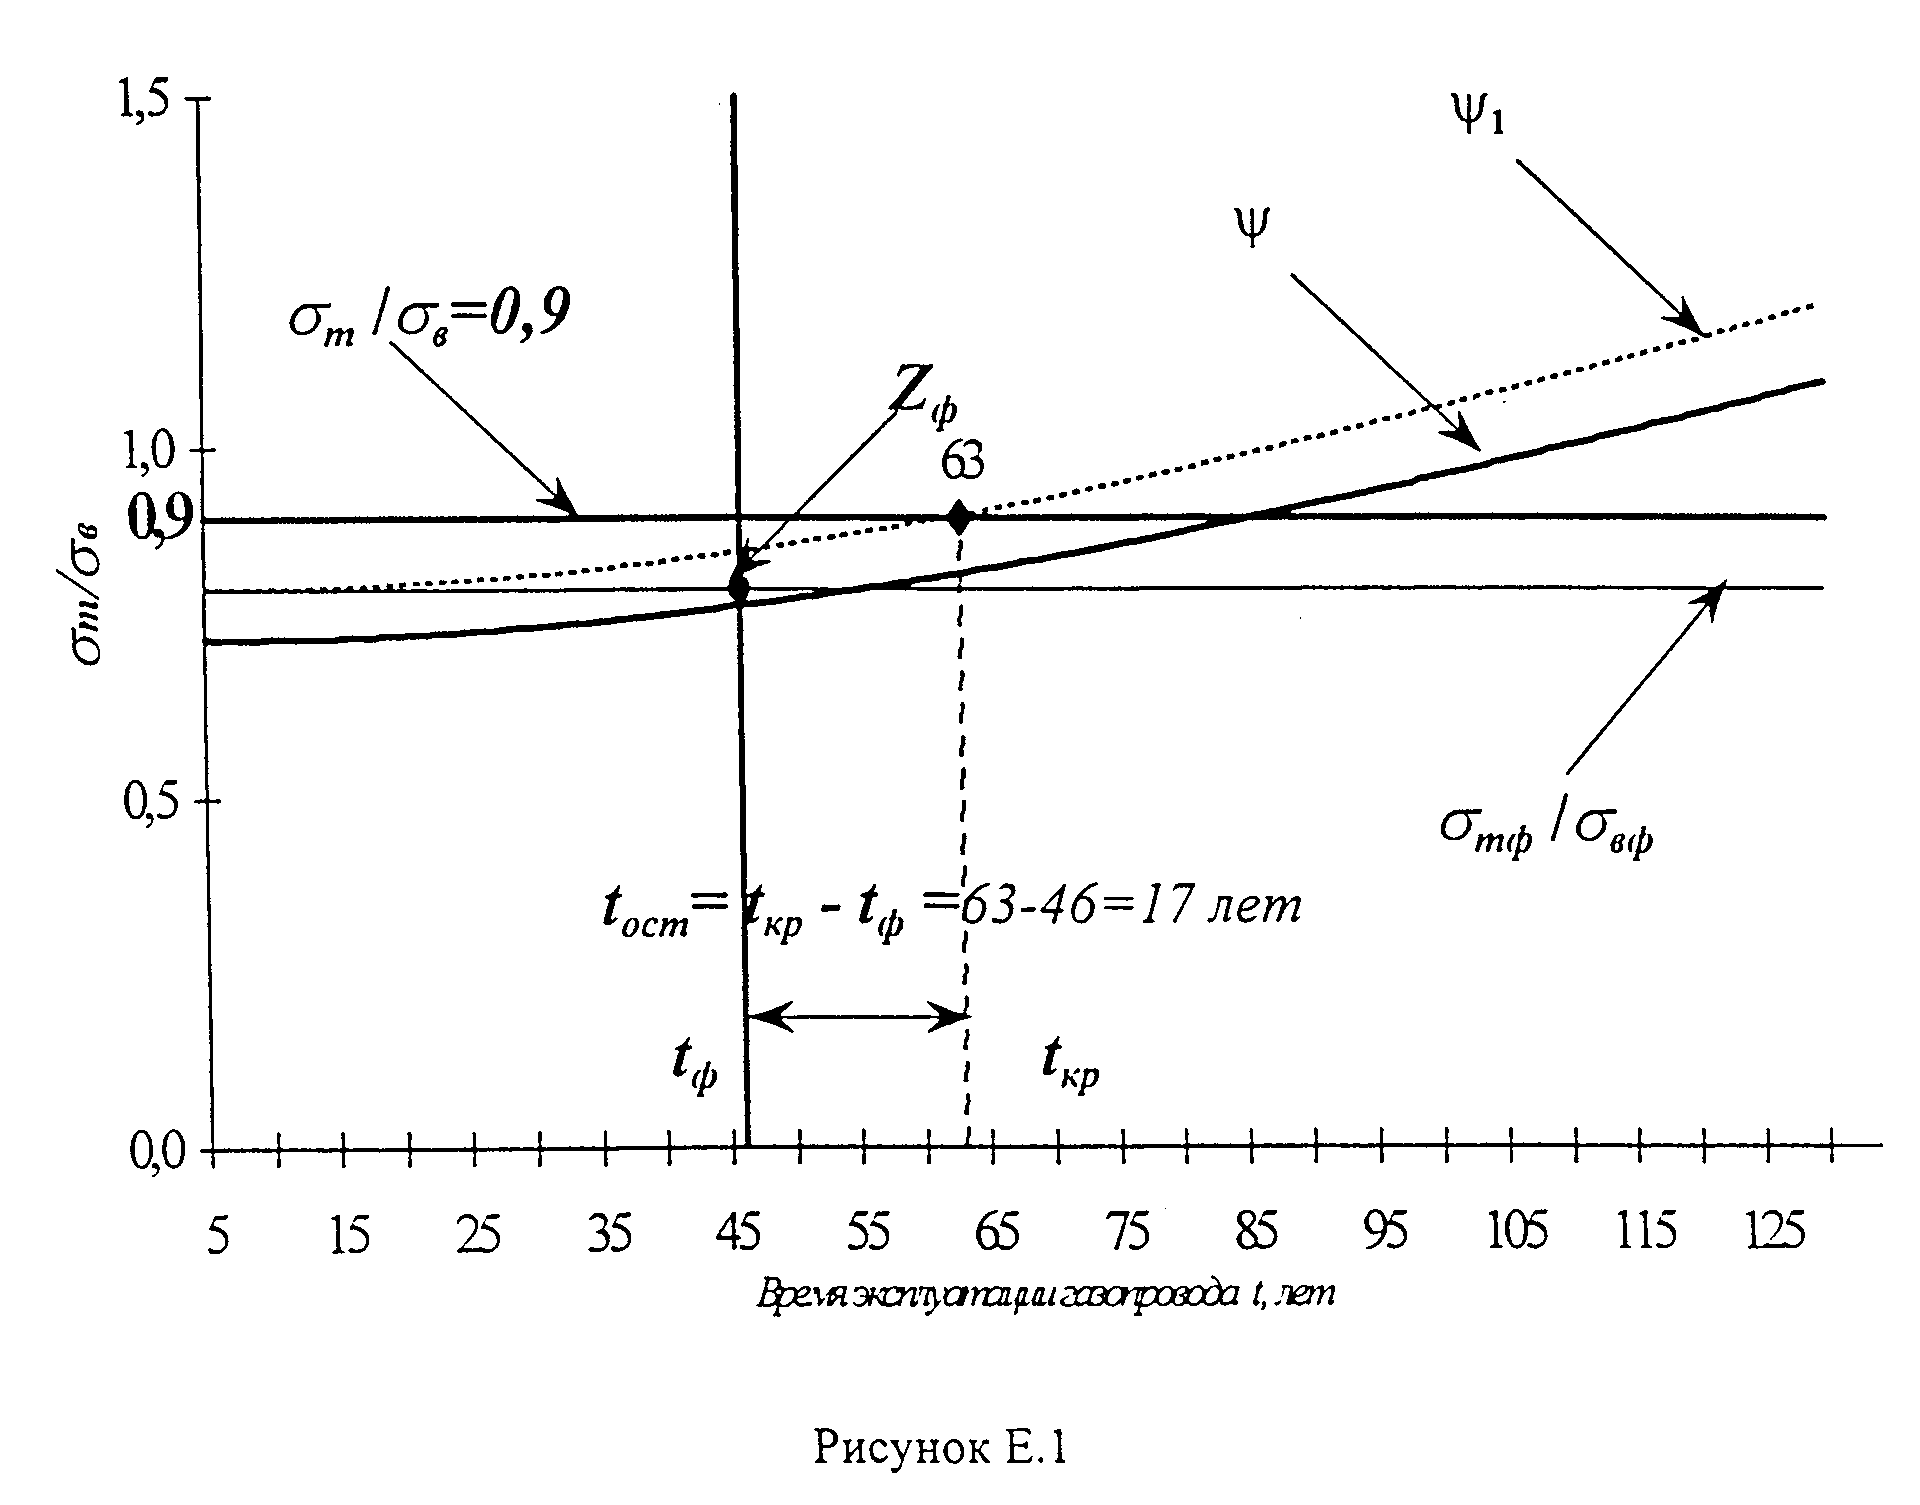 1,5
ψ₁
ψ
σт /σв=0,9
Zф
1,0
63
0,9
σт/σв
0,5
σтф /σвф
tост= tкр - tф =63-46=17 лет
tф
tкр
0,0
5 15 25 35 45 55 65 75 85 95 105 115 125
Время эксплуатации газопровода t, лет
Рисунок Е.1